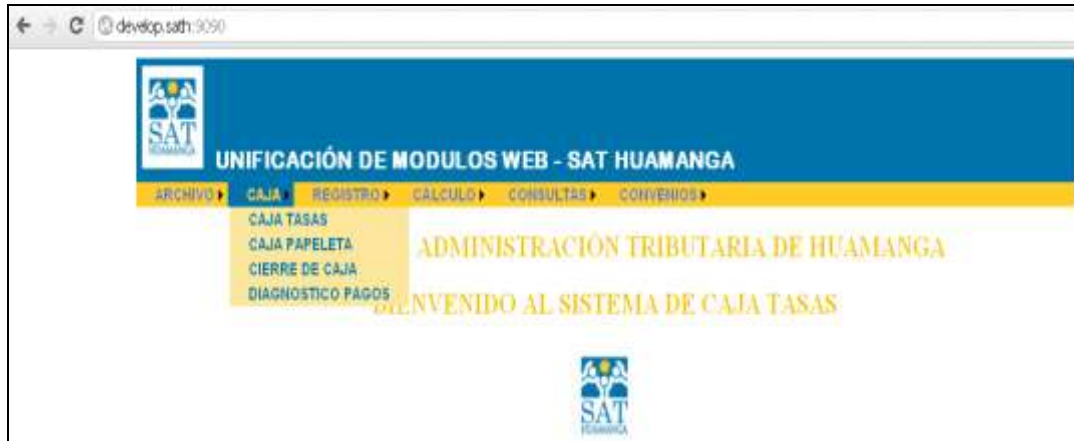 develop.sath:9090
SAT
HUAMANGA
UNIFICACIÓN DE MODULOS WEB - SAT HUAMANGA
ARCHIVO CAJA REGISTRO CALCULO CONSULTAS CONVENIOS
CAJA TASAS
CAJA PAPELETA
CIERRE DE CAJA
DIAGNOSTICO PAGOS
ADMINISTRACIÓN TRIBUTARIA DE HUAMANGA
ENVENIDO AL SISTEMA DE CAJA TASAS
SAT
HUAMANGA